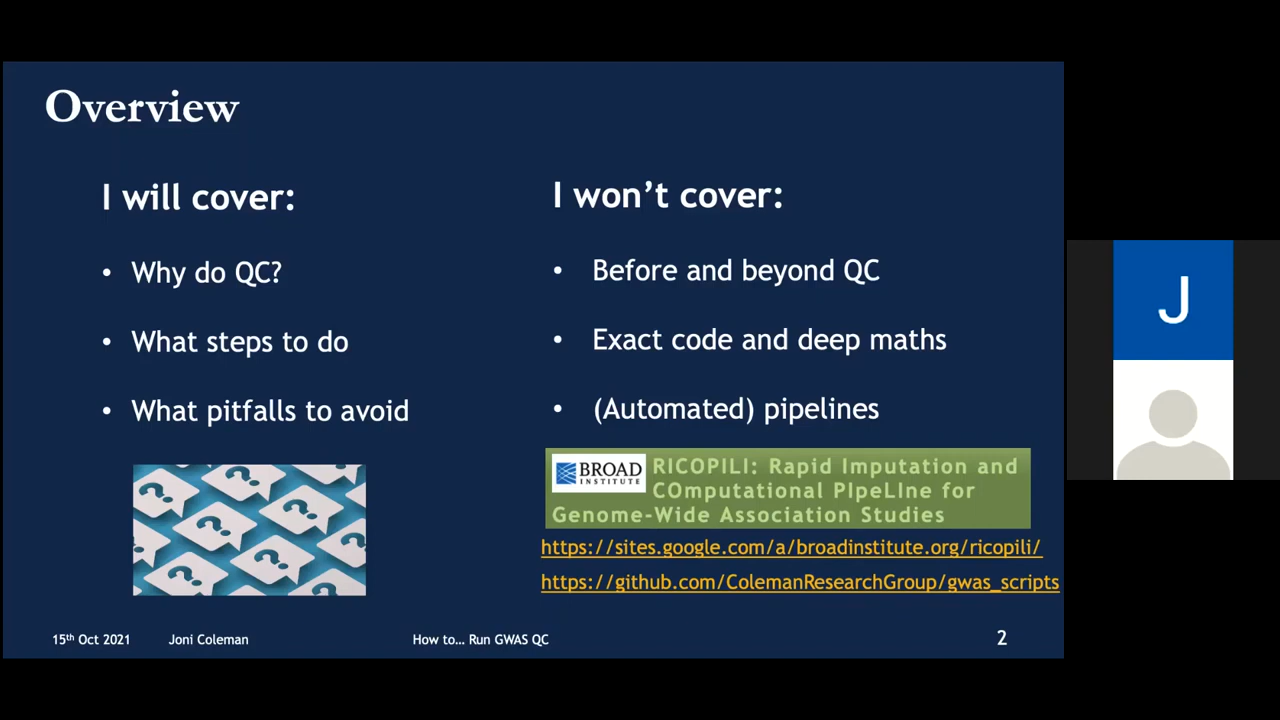 Overview
I will cover:
• Why do QC?
• What steps to do
• What pitfalls to avoid
I won’t cover:
• Before and beyond QC
• Exact code and deep maths
• (Automated) pipelines
BROAD
INSTITUTE
RICOPILI: Rapid Imputation and
COmputational PIpeLIne for
Genome-Wide Association Studies
https://sites.google.com/a/broadinstitute.org/ricopili/
https://github.com/ColemanResearchGroup/gwas_scripts
? ? ? ? ? ? ? ? ? ?
15th Oct 2021 Joni Coleman How to… Run GWAS QC 2
J